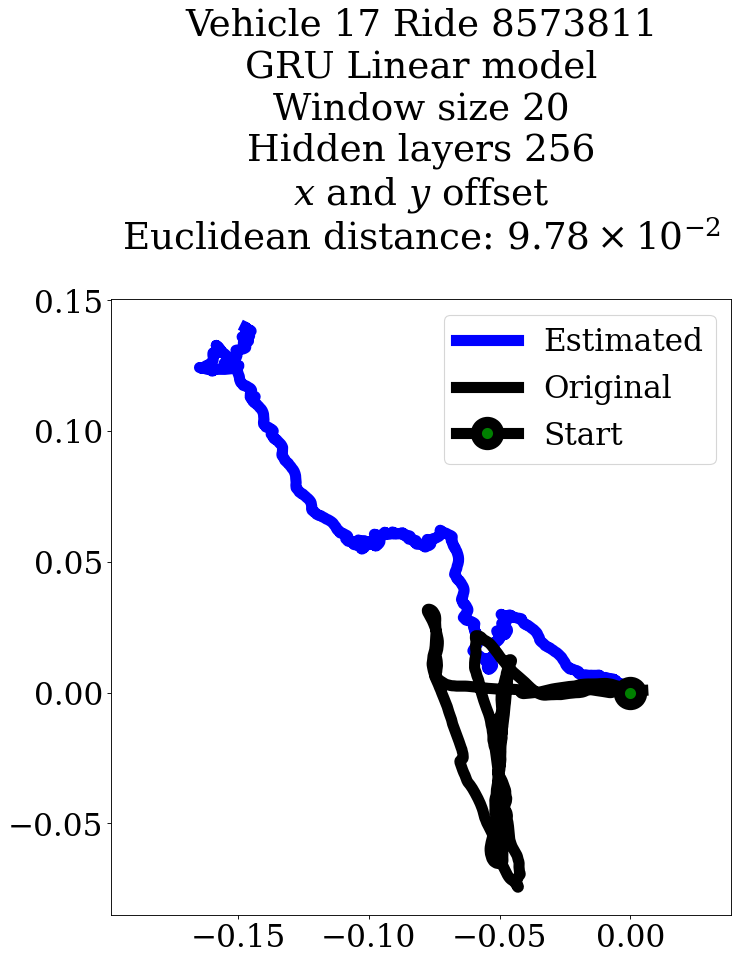 Vehicle 17 Ride 8573811
GRU Linear model
Window size 20
Hidden layers 256
x and y offset
Euclidean distance: 9.78 × 10⁻²
0.15
0.10
0.05
0.00
−0.05
Estimated
Original
Start
−0.15 −0.10 −0.05 0.00